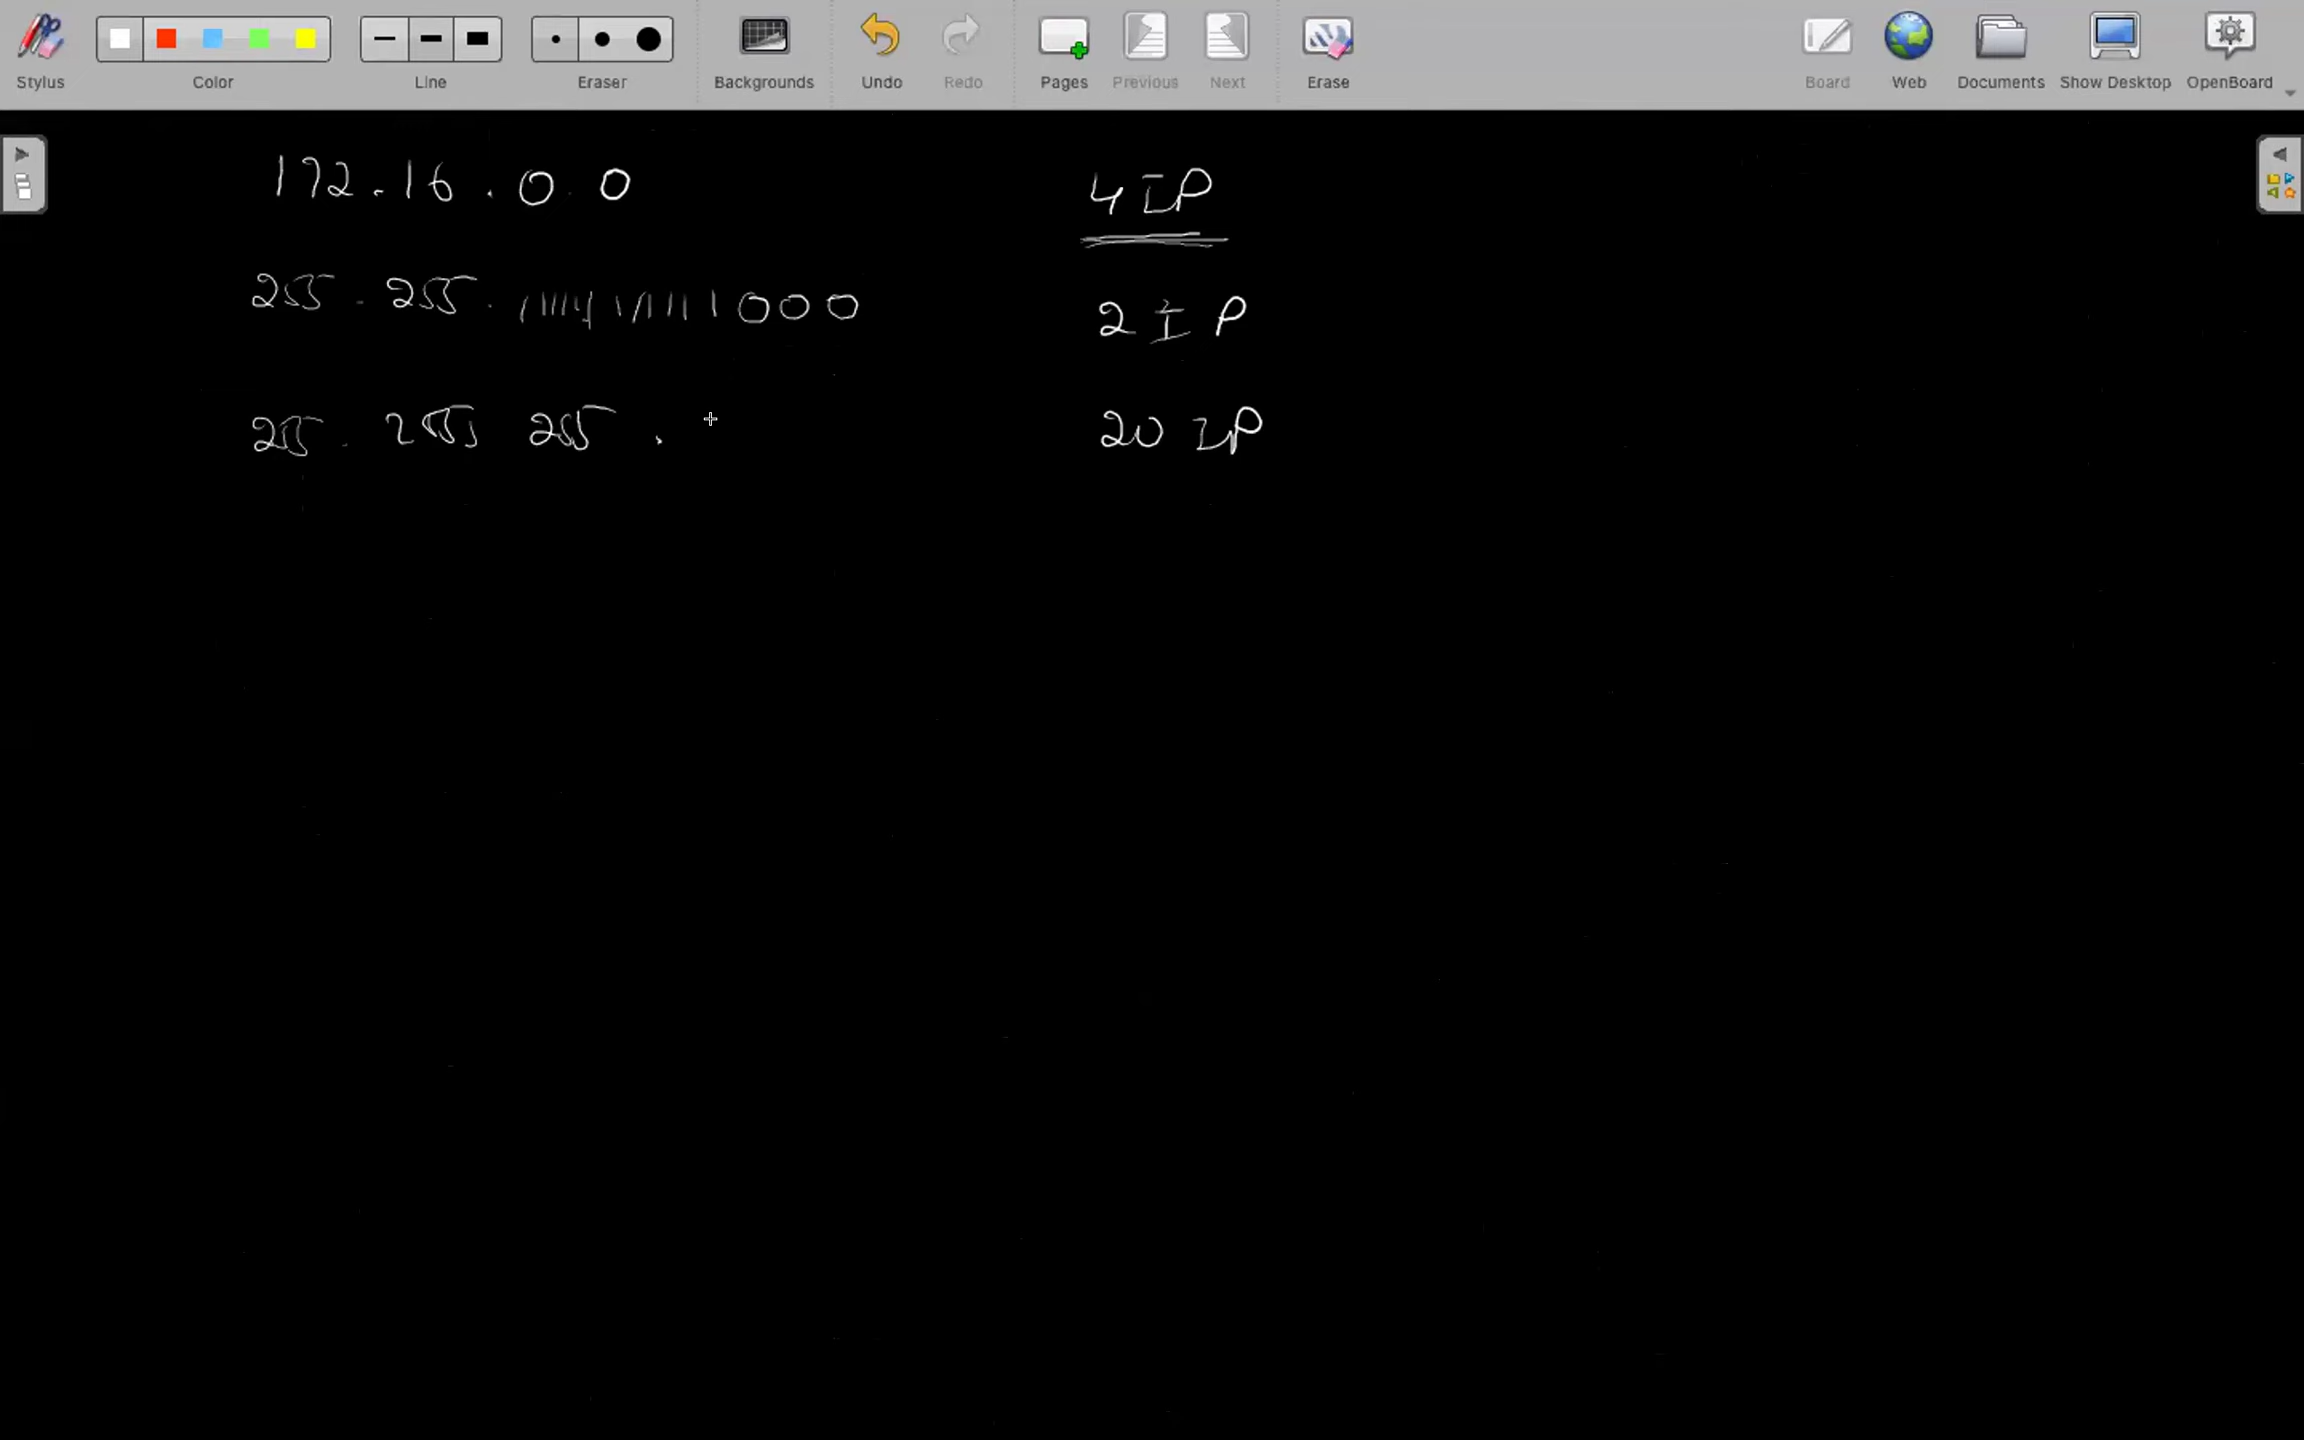 Stylus Color Line Eraser Backgrounds Undo Redo Pages Previous Next Erase Board Web Documents Show Desktop OpenBoard
172.16.0.0 4 IP
255.255.1111111111111000 2 IP
255.255 255. 20 IP